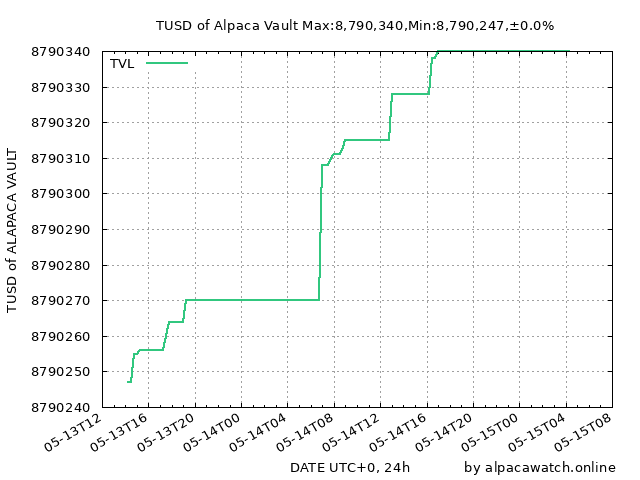 TUSD of Alpaca Vault Max:8,790,340,Min:8,790,247,±0.0%
TVL
8790340
8790330
8790320
8790310
8790300
8790290
8790280
8790270
8790260
8790250
8790240
TUSD of ALAPACA VAULT
05-13T12
05-13T16
05-13T20
05-14T00
05-14T04
05-14T08
05-14T12
05-14T16
05-14T20
05-15T00
05-15T04
05-15T08
DATE UTC+0, 24h
by alpacawatch.online